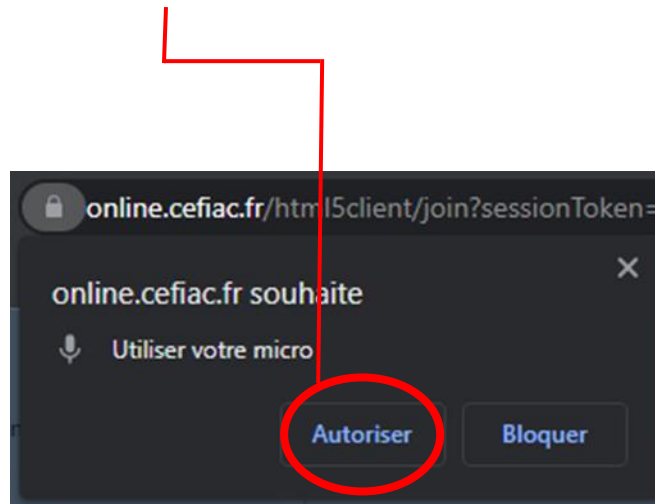 online.cefiac.fr/html5client/join?sessionToken=
online.cefiac.fr souhaite
Utiliser votre micro
Autoriser
Bloquer